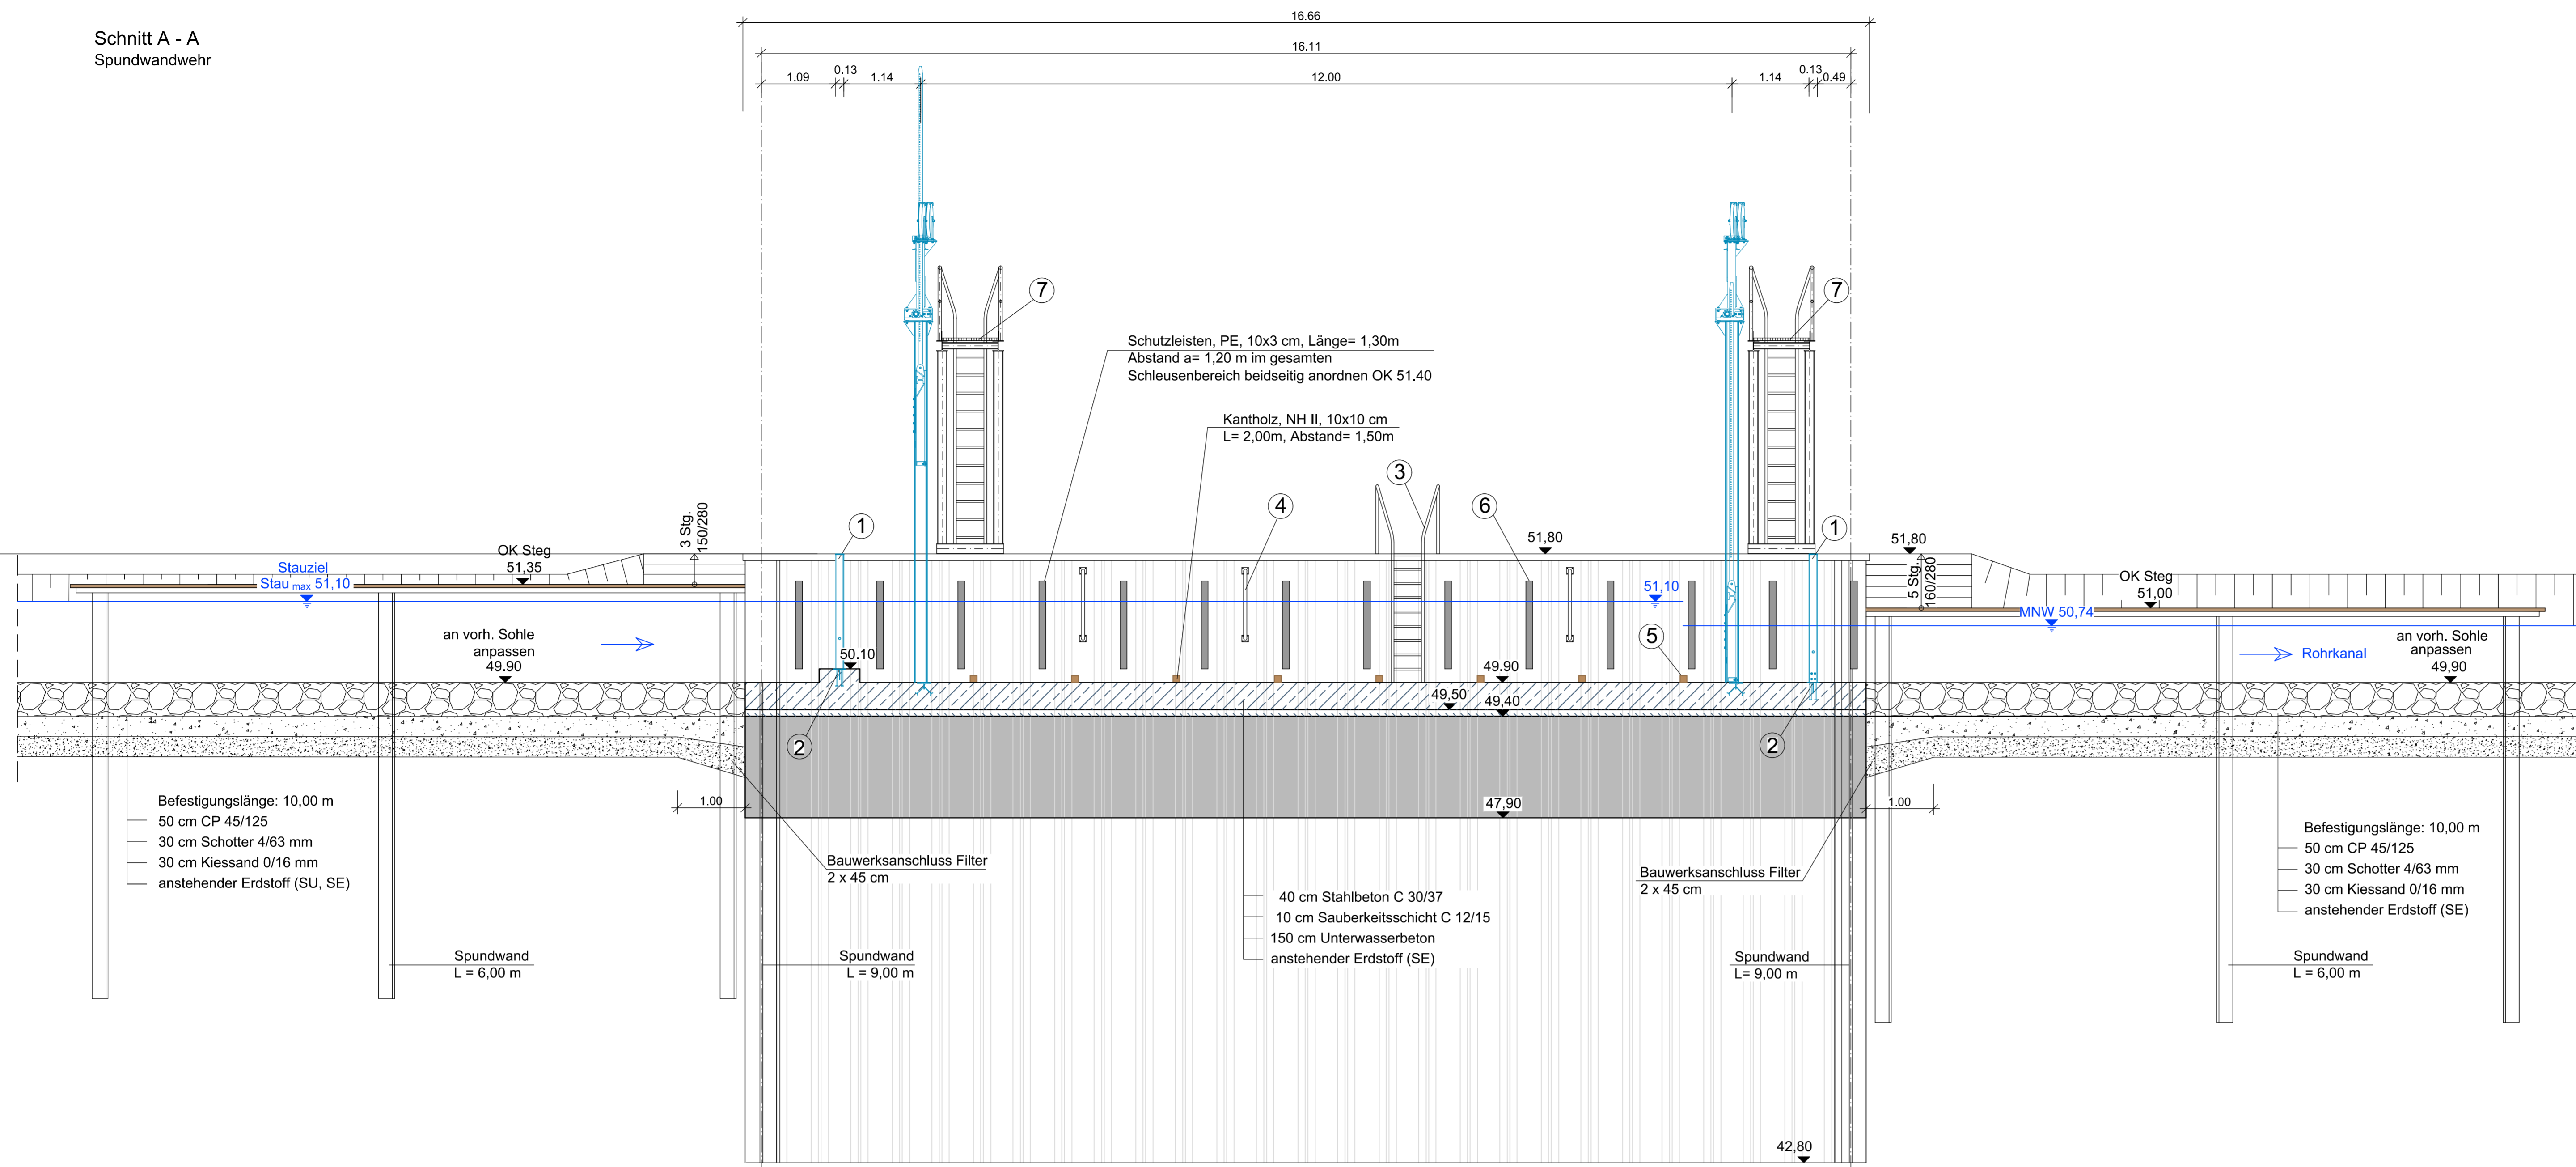 Schnitt A - A
Spundwandwehr
16.66
16.11
1.09
0.13
1.14
12.00
1.14
0.13
0.49
7
7
Schutzleisten, PE, 10x3 cm, Länge= 1,30m
Abstand a= 1,20 m im gesamten
Schleusenbereich beidseitig anordnen OK 51.40
Kantholz, NH II, 10x10 cm
L= 2,00m, Abstand= 1,50m
3
4
6
1
1
3 Stg.
150/280
OK Steg
51,35
Stauziel
Stau max 51,10
51,80
51,80
5 Stg.
160/280
OK Steg
51,00
MNW 50,74
51,10
5
an vorh. Sohle
anpassen
49.90
50.10
49.90
49,50
49,40
Rohrkanal
an vorh. Sohle
anpassen
49,90
2
2
47,90
1.00
1.00
Befestigungslänge: 10,00 m
50 cm CP 45/125
30 cm Schotter 4/63 mm
30 cm Kiessand 0/16 mm
anstehender Erdstoff (SU, SE)
Bauwerksanschluss Filter
2 x 45 cm
40 cm Stahlbeton C 30/37
10 cm Sauberkeitsschicht C 12/15
150 cm Unterwasserbeton
anstehender Erdstoff (SE)
Bauwerksanschluss Filter
2 x 45 cm
Befestigungslänge: 10,00 m
50 cm CP 45/125
30 cm Schotter 4/63 mm
30 cm Kiessand 0/16 mm
anstehender Erdstoff (SE)
Spundwand
L = 6,00 m
Spundwand
L = 9,00 m
Spundwand
L= 9,00 m
Spundwand
L = 6,00 m
42,80